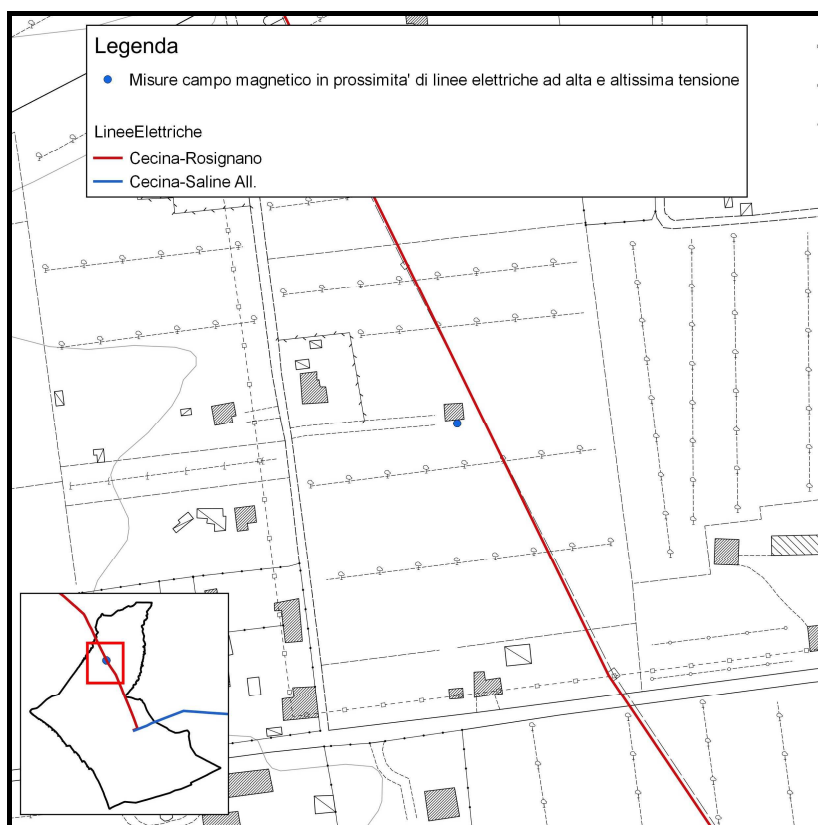 Legenda
Misure campo magnetico in prossimita' di linee elettriche ad alta e altissima tensione
LineeElettriche
Cecina-Rosignano
Cecina-Saline All.